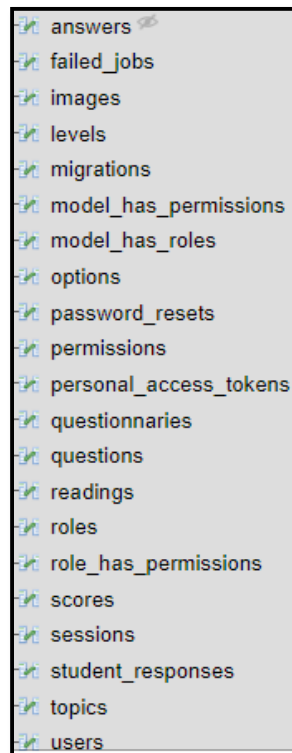 answers
failed_jobs
images
levels
migrations
model_has_permissions
model_has_roles
options
password_resets
permissions
personal_access_tokens
questionnaries
questions
readings
roles
role_has_permissions
scores
sessions
student_responses
topics
users